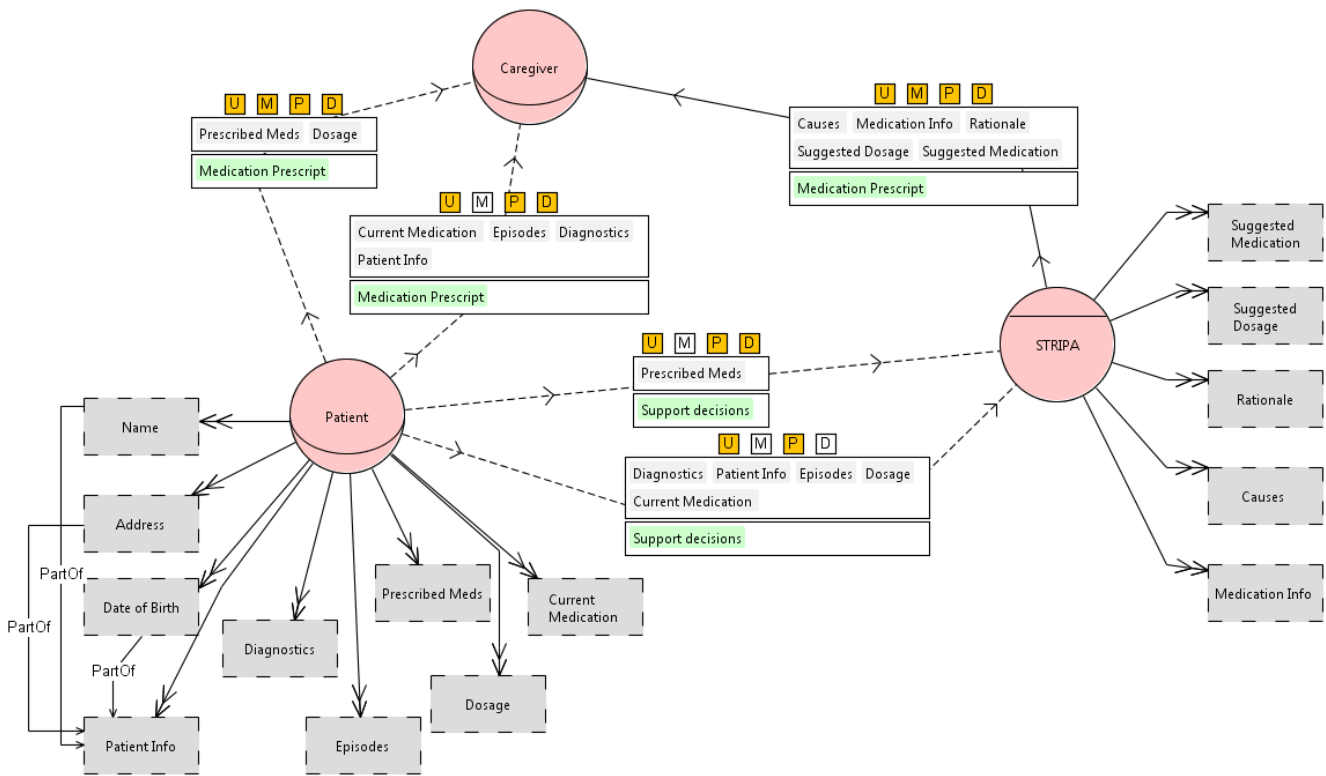 Caregiver
U M P D
Prescribed Meds Dosage
Medication Prescript
U M P D
Causes Medication Info Rationale
Suggested Dosage Suggested Medication
Medication Prescript
U M P D
Current Medication Episodes Diagnostics
Patient Info
Medication Prescript
Suggested
Medication
Suggested
Dosage
STRIPA
U M P D
Prescribed Meds
Support decisions
Rationale
Patient
Name
U M P D
Diagnostics Patient Info Episodes Dosage
Current Medication
Support decisions
Causes
Address
PartOf
Date of Birth
Prescribed Meds
Current
Medication
Medication Info
PartOf
Diagnostics
PartOf
Dosage
Patient Info
Episodes